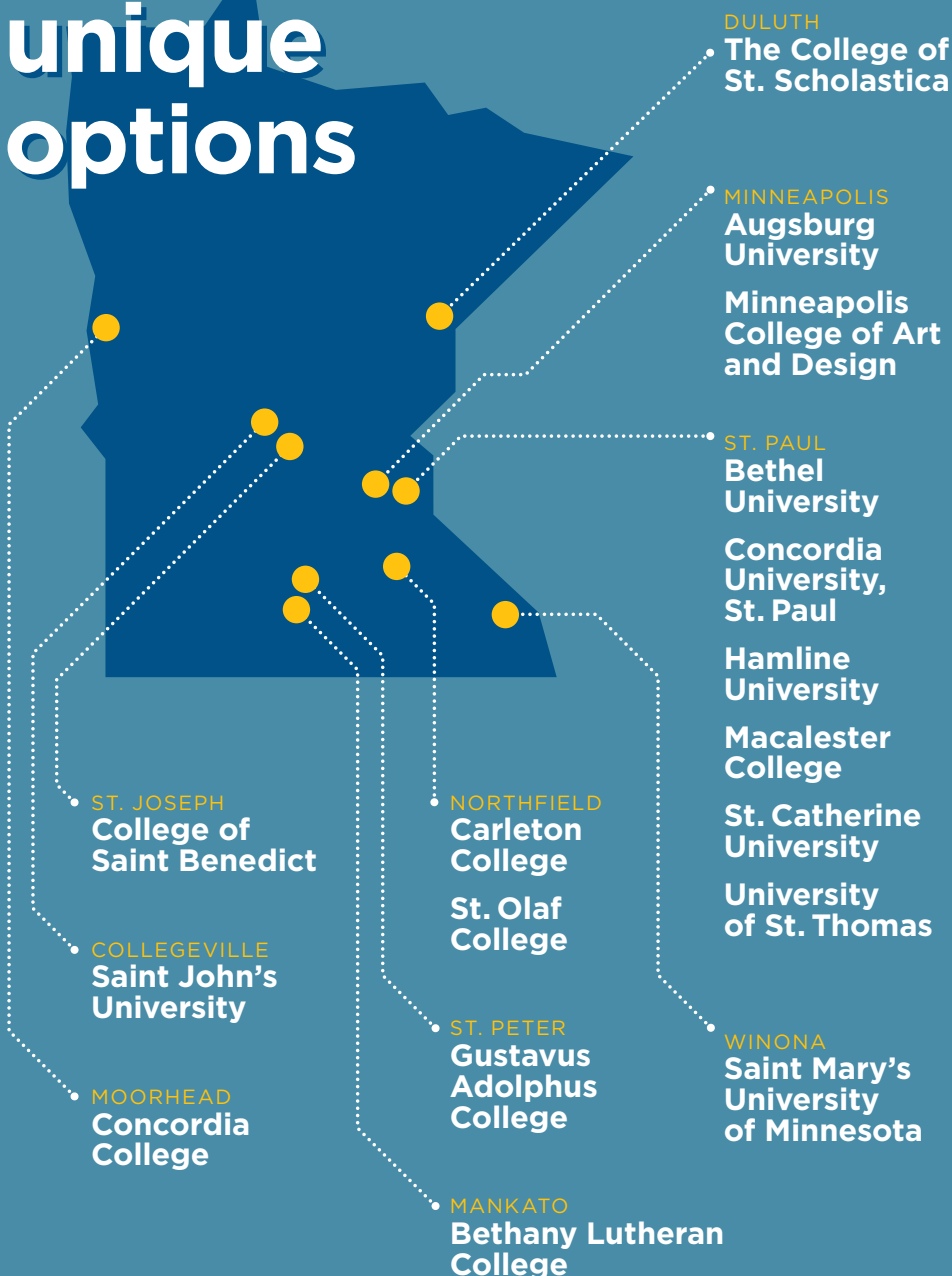 unique
options
DULUTH
The College of
St. Scholastica
MINNEAPOLIS
Augsburg
University
Minneapolis
College of Art
and Design
ST. PAUL
Bethel
University
Concordia
University,
St. Paul
Hamline
University
Macalester
College
St. Catherine
University
University
of St. Thomas
ST. JOSEPH
College of
Saint Benedict
COLLEGEVILLE
Saint John's
University
MOORHEAD
Concordia
College
NORTHFIELD
Carleton
College
St. Olaf
College
ST. PETER
Gustavus
Adolphus
College
MANKATO
Bethany Lutheran
College
WINONA
Saint Mary's
University
of Minnesota